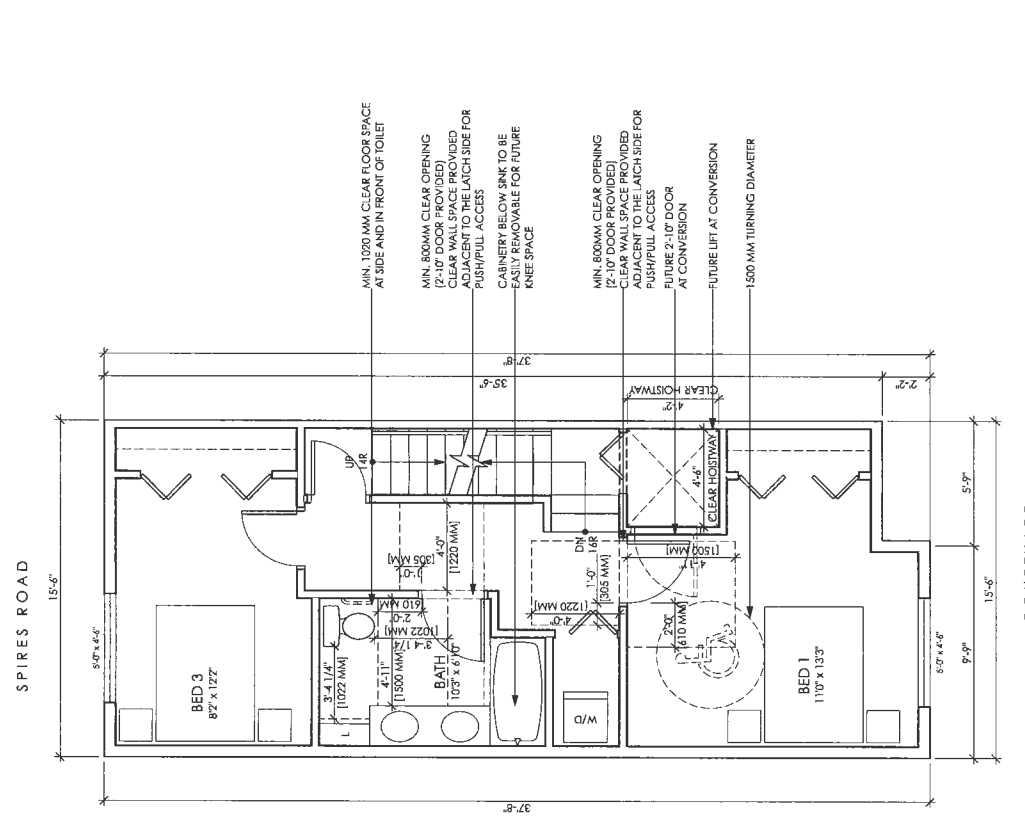 SPIRES ROAD
MIN. 1020 MM CLEAR FLOOR SPACE
AT SIDE AND IN FRONT OF TOILET
MIN. 800MM CLEAR OPENING
(2'-10" DOOR PROVIDED)
CLEAR WALL SPACE PROVIDED
ADJACENT TO THE LATCH SIDE FOR
PUSH/PULL ACCESS
CABINETRY BELOW SINK TO BE
EASILY REMOVABLE FOR FUTURE
KNEE SPACE
MIN. 800MM CLEAR OPENING
(2'-10" DOOR PROVIDED)
CLEAR WALL SPACE PROVIDED
ADJACENT TO THE LATCH SIDE FOR
PUSH/PULL ACCESS
FUTURE 2'-10" DOOR
AT CONVERSION
FUTURE LIFT AT CONVERSION
1500 MM TURNING DIAMETER
37'-8"
35'-6"
2'-2"
CLEAR HOISTWAY
4'-2"
15'-6"
5'-0" x 4'-6"
BED 3
8'2" x 12'2"
UP
14R
1'-0"
[305 MM]
4'-0"
[1220 MM]
2'-0"
[610 MM]
3'-4 1/4"
[1022 MM]
3'-4 1/4"
[1022 MM]
4'-11"
[1500 MM]
BATH
10'3" x 6'10"
L
W/D
DN
16R
1'-0"
[305 MM]
4'-0"
[1220 MM]
4'-6"
CLEAR HOISTWAY
4'-11"
[1500 MM]
2'-0"
[610 MM]
BED 1
11'0" x 13'3"
5'-9"
9'-9"
15'-6"
37'-8"